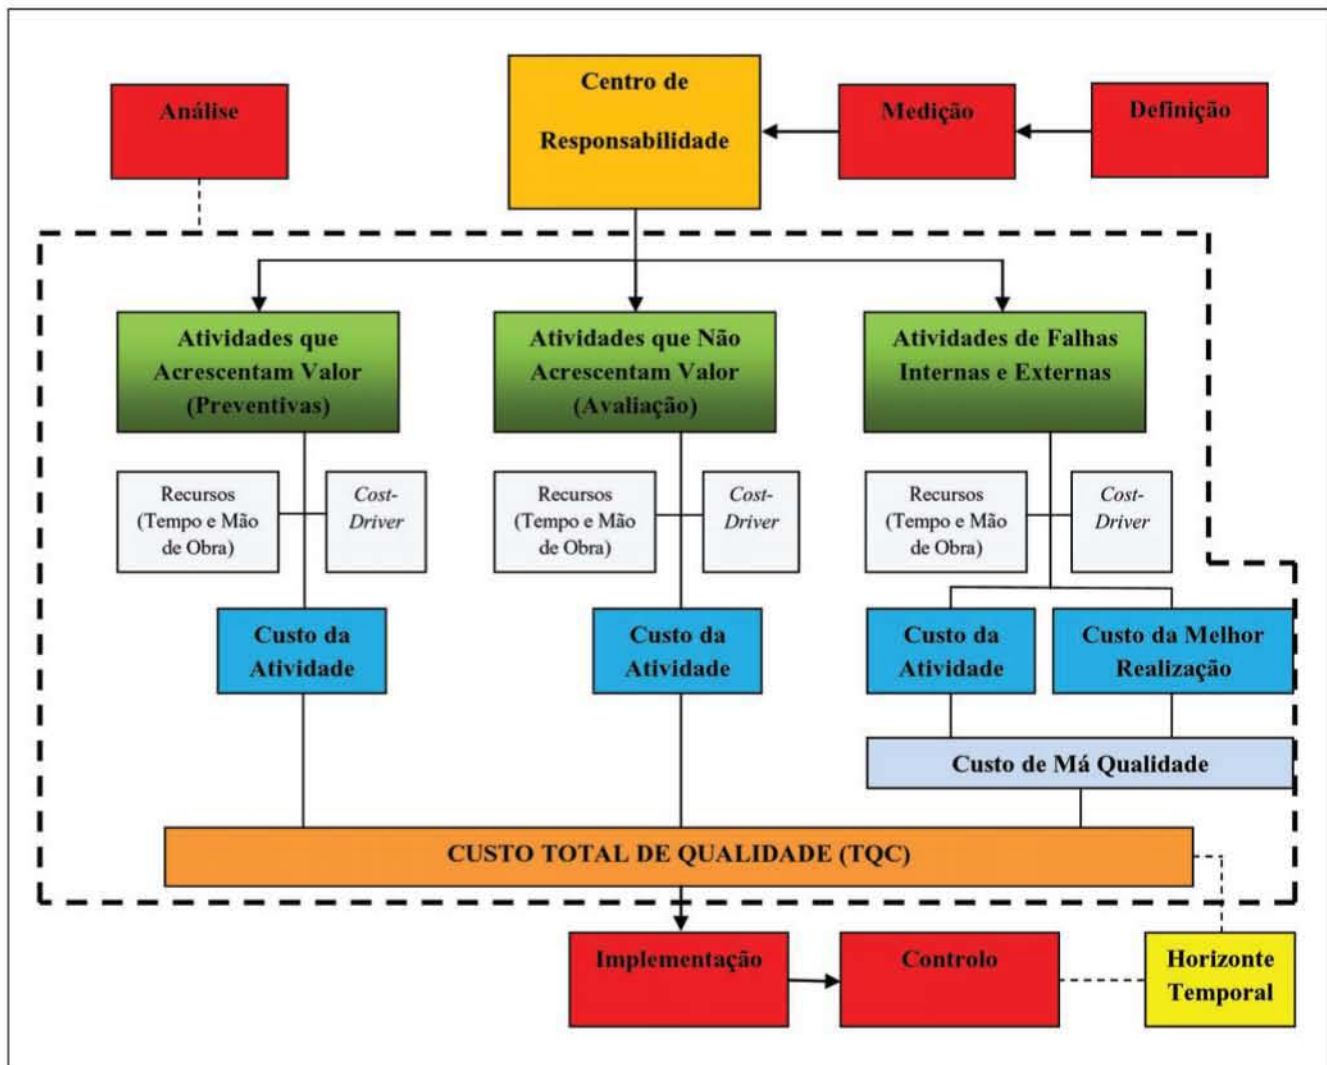 Análise
Centro de
Responsabilidade
Medição
Definição
Atividades que
Acrescentam Valor
(Preventivas)
Atividades que Não
Acrescentam Valor
(Avaliação)
Atividades de Falhas
Internas e Externas
Recursos
(Tempo e Mão
de Obra)
Cost-
Driver
Recursos
(Tempo e Mão
de Obra)
Cost-
Driver
Recursos
(Tempo e Mão
de Obra)
Cost-
Driver
Custo da
Atividade
Custo da
Atividade
Custo da
Atividade
Custo da Melhor
Realização
Custo de Má Qualidade
CUSTO TOTAL DE QUALIDADE (TQC)
Implementação
Controlo
Horizonte
Temporal